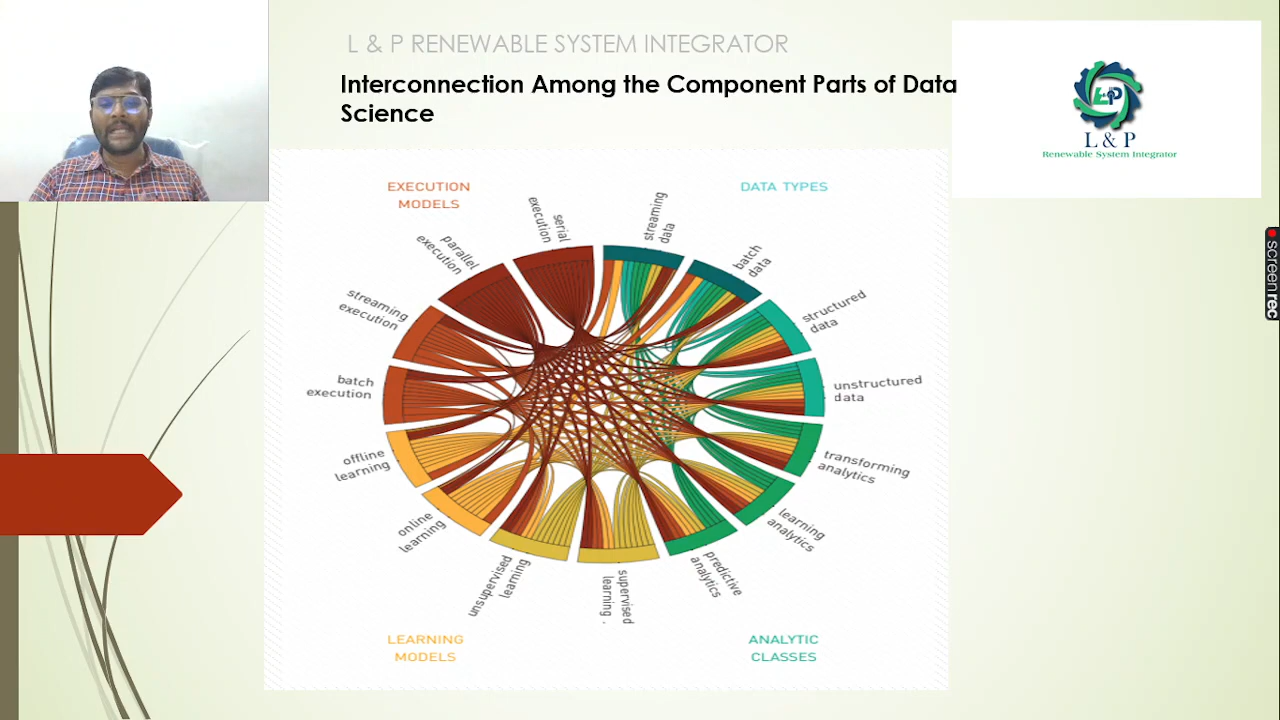 L & P RENEWABLE SYSTEM INTEGRATOR
Interconnection Among the Component Parts of Data
Science
L&P
L & P
Renewable System Integrator
EXECUTION
MODELS
DATA TYPES
serial
execution
parallel
execution
streaming
execution
batch
execution
offline
learning
online
learning
unsupervised
learning
supervised
learning .
predictive
analytics
learning
analytics
transforming
analytics
unstructured
data
structured
data
batch
data
streaming
data
LEARNING
MODELS
ANALYTIC
CLASSES
screenrec